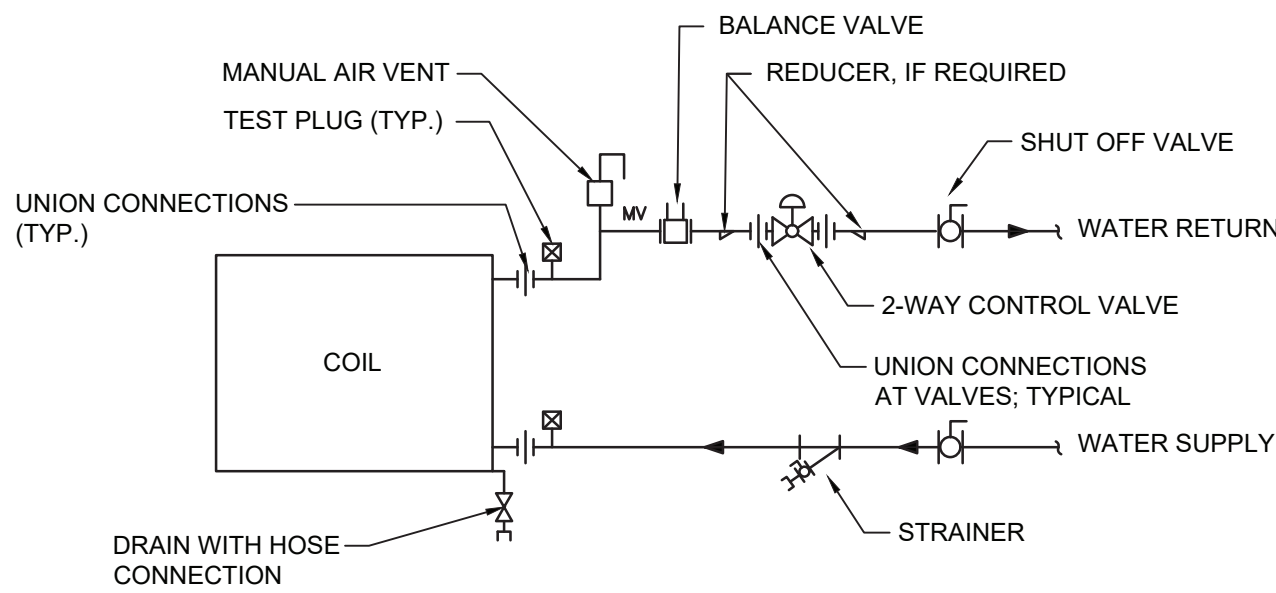 BALANCE VALVE
MANUAL AIR VENT
REDUCER, IF REQUIRED
TEST PLUG (TYP.)
SHUT OFF VALVE
UNION CONNECTIONS
(TYP.)
MV
WATER RETURN
2-WAY CONTROL VALVE
COIL
UNION CONNECTIONS
AT VALVES; TYPICAL
WATER SUPPLY
STRAINER
DRAIN WITH HOSE
CONNECTION